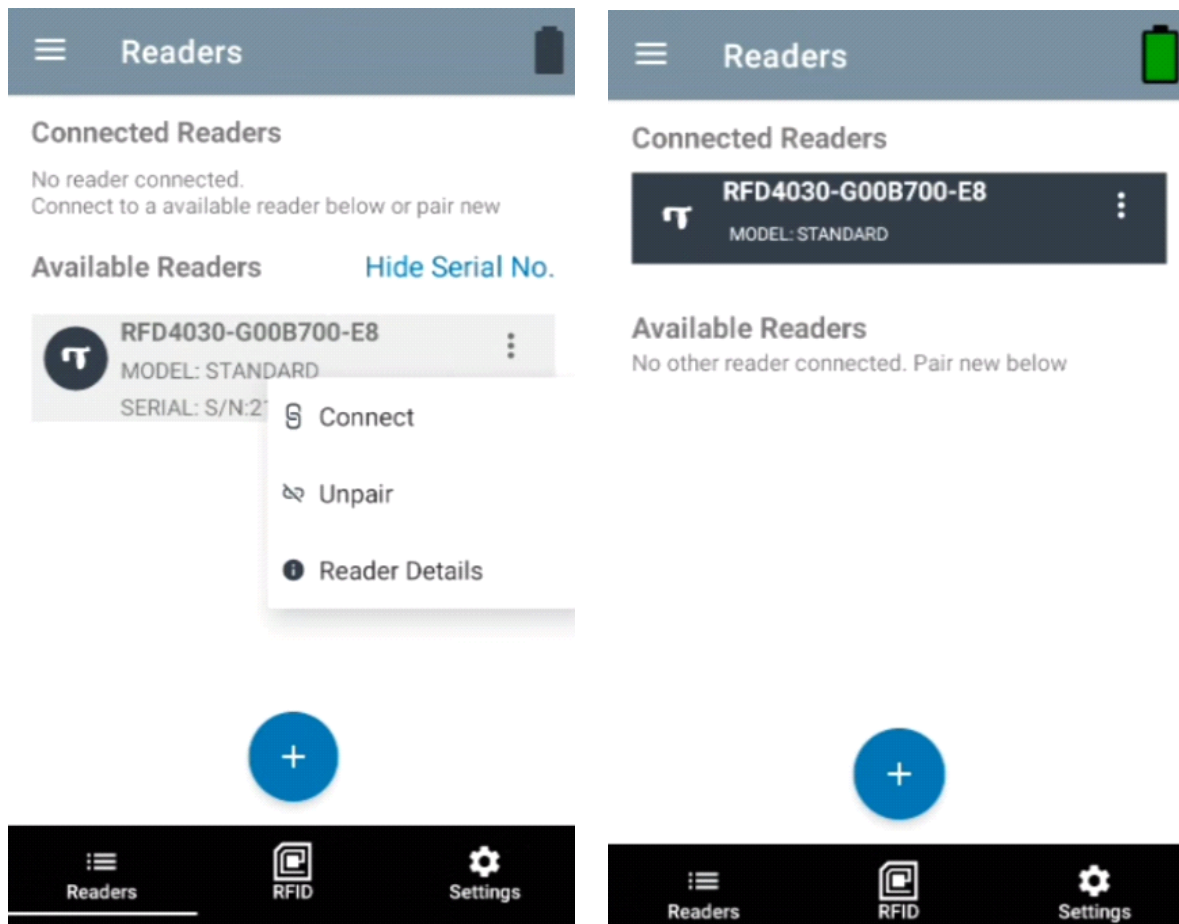 Readers
Connected Readers
No reader connected.
Connect to a available reader below or pair new
Available Readers
Hide Serial No.
RFD4030-G00B700-E8
MODEL: STANDARD
SERIAL: S/N:
Connect
Unpair
Reader Details
+
Readers
RFID
Settings
Readers
Connected Readers
RFD4030-G00B700-E8
MODEL: STANDARD
Available Readers
No other reader connected. Pair new below
+
Readers
RFID
Settings